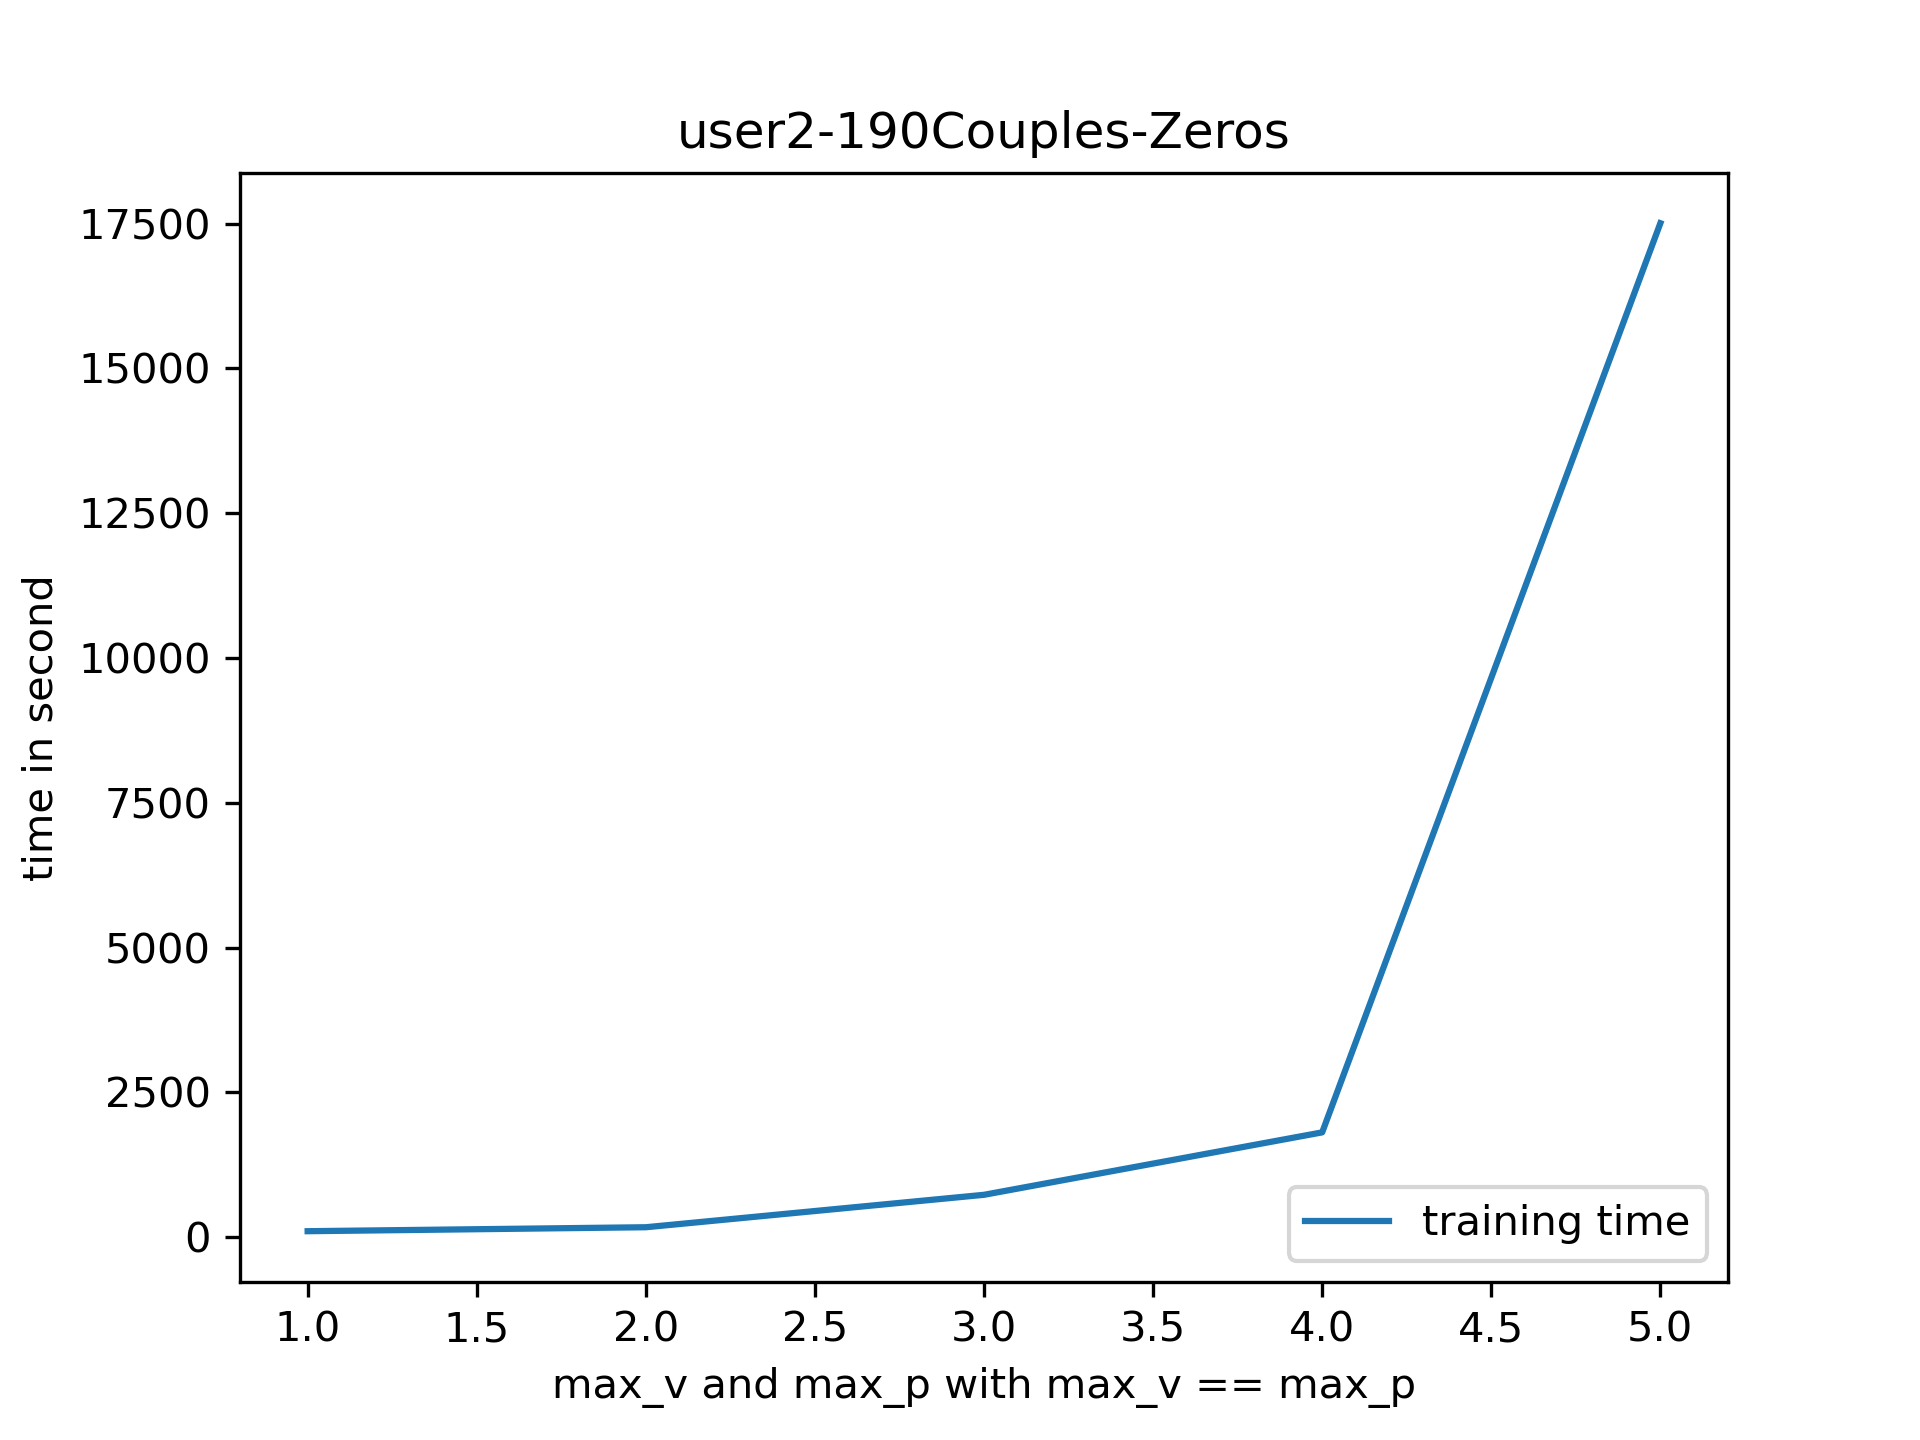 user2-190Couples-Zeros
17500
15000
12500
10000
7500
5000
2500
0
time in second
training time
1.0 1.5 2.0 2.5 3.0 3.5 4.0 4.5 5.0
max_v and max_p with max_v == max_p